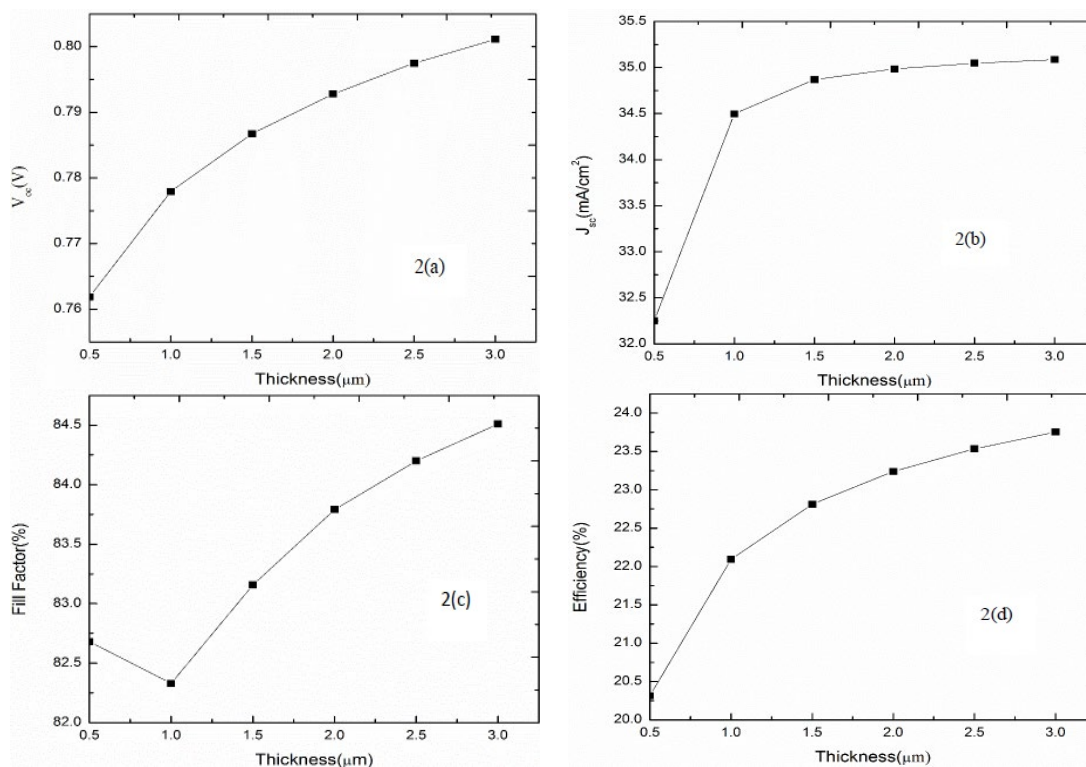 0.80
0.79
0.78
0.77
0.76
V_oc(V)
2(a)
0.5 1.0 1.5 2.0 2.5 3.0
Thickness(μm)
35.5
35.0
34.5
34.0
33.5
33.0
32.5
32.0
J_sc(mA/cm²)
2(b)
0.5 1.0 1.5 2.0 2.5 3.0
Thickness(μm)
84.5
84.0
83.5
83.0
82.5
82.0
Fill Factor(%)
2(c)
0.5 1.0 1.5 2.0 2.5 3.0
Thickness(μm)
24.0
23.5
23.0
22.5
22.0
21.5
21.0
20.5
20.0
Efficiency(%)
2(d)
0.5 1.0 1.5 2.0 2.5 3.0
Thickness(μm)